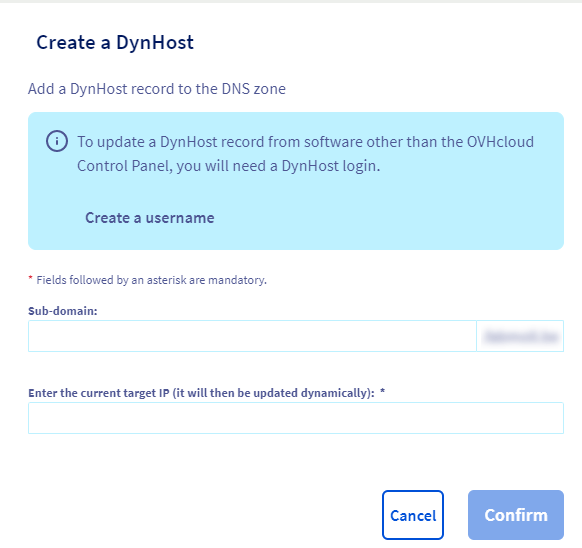 Create a DynHost
Add a DynHost record to the DNS zone
To update a DynHost record from software other than the OVHcloud
Control Panel, you will need a DynHost login.
Create a username
* Fields followed by an asterisk are mandatory.
Sub-domain:
Enter the current target IP (it will then be updated dynamically): *
Cancel
Confirm